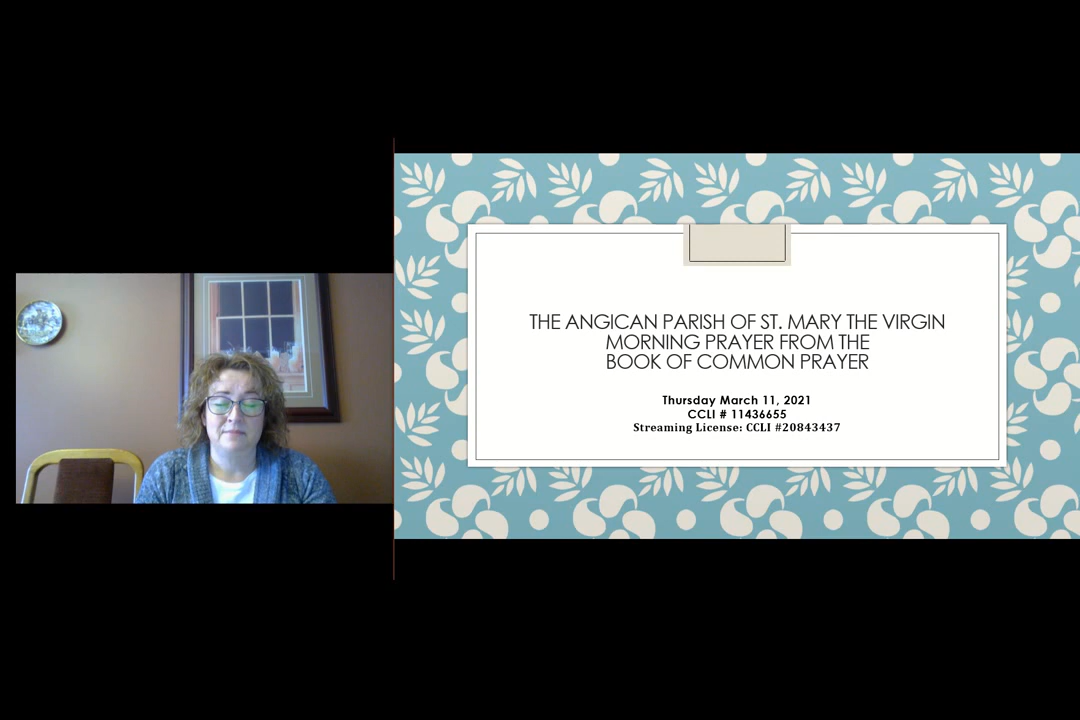 THE ANGICAN PARISH OF ST. MARY THE VIRGIN
MORNING PRAYER FROM THE
BOOK OF COMMON PRAYER
Thursday March 11, 2021
CCLI # 11436655
Streaming License: CCLI #20843437